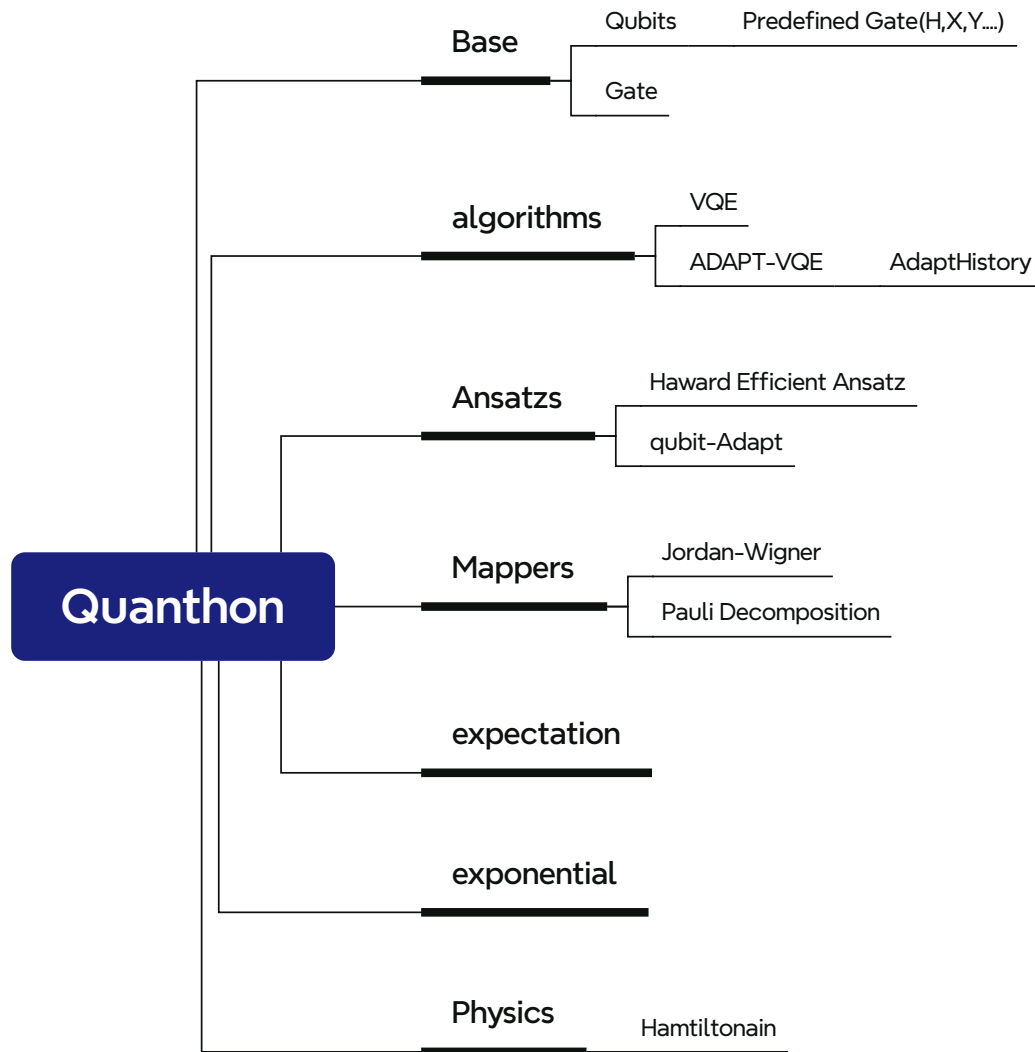 Base
Qubits
Predefined Gate(H,X,Y....)
Gate
algorithms
VQE
ADAPT-VQE
AdaptHistory
Ansatzs
Haward Efficient Ansatz
qubit-Adapt
Quanthon
Mappers
Jordan-Wigner
Pauli Decomposition
expectation
exponential
Physics
Hamtiltonain